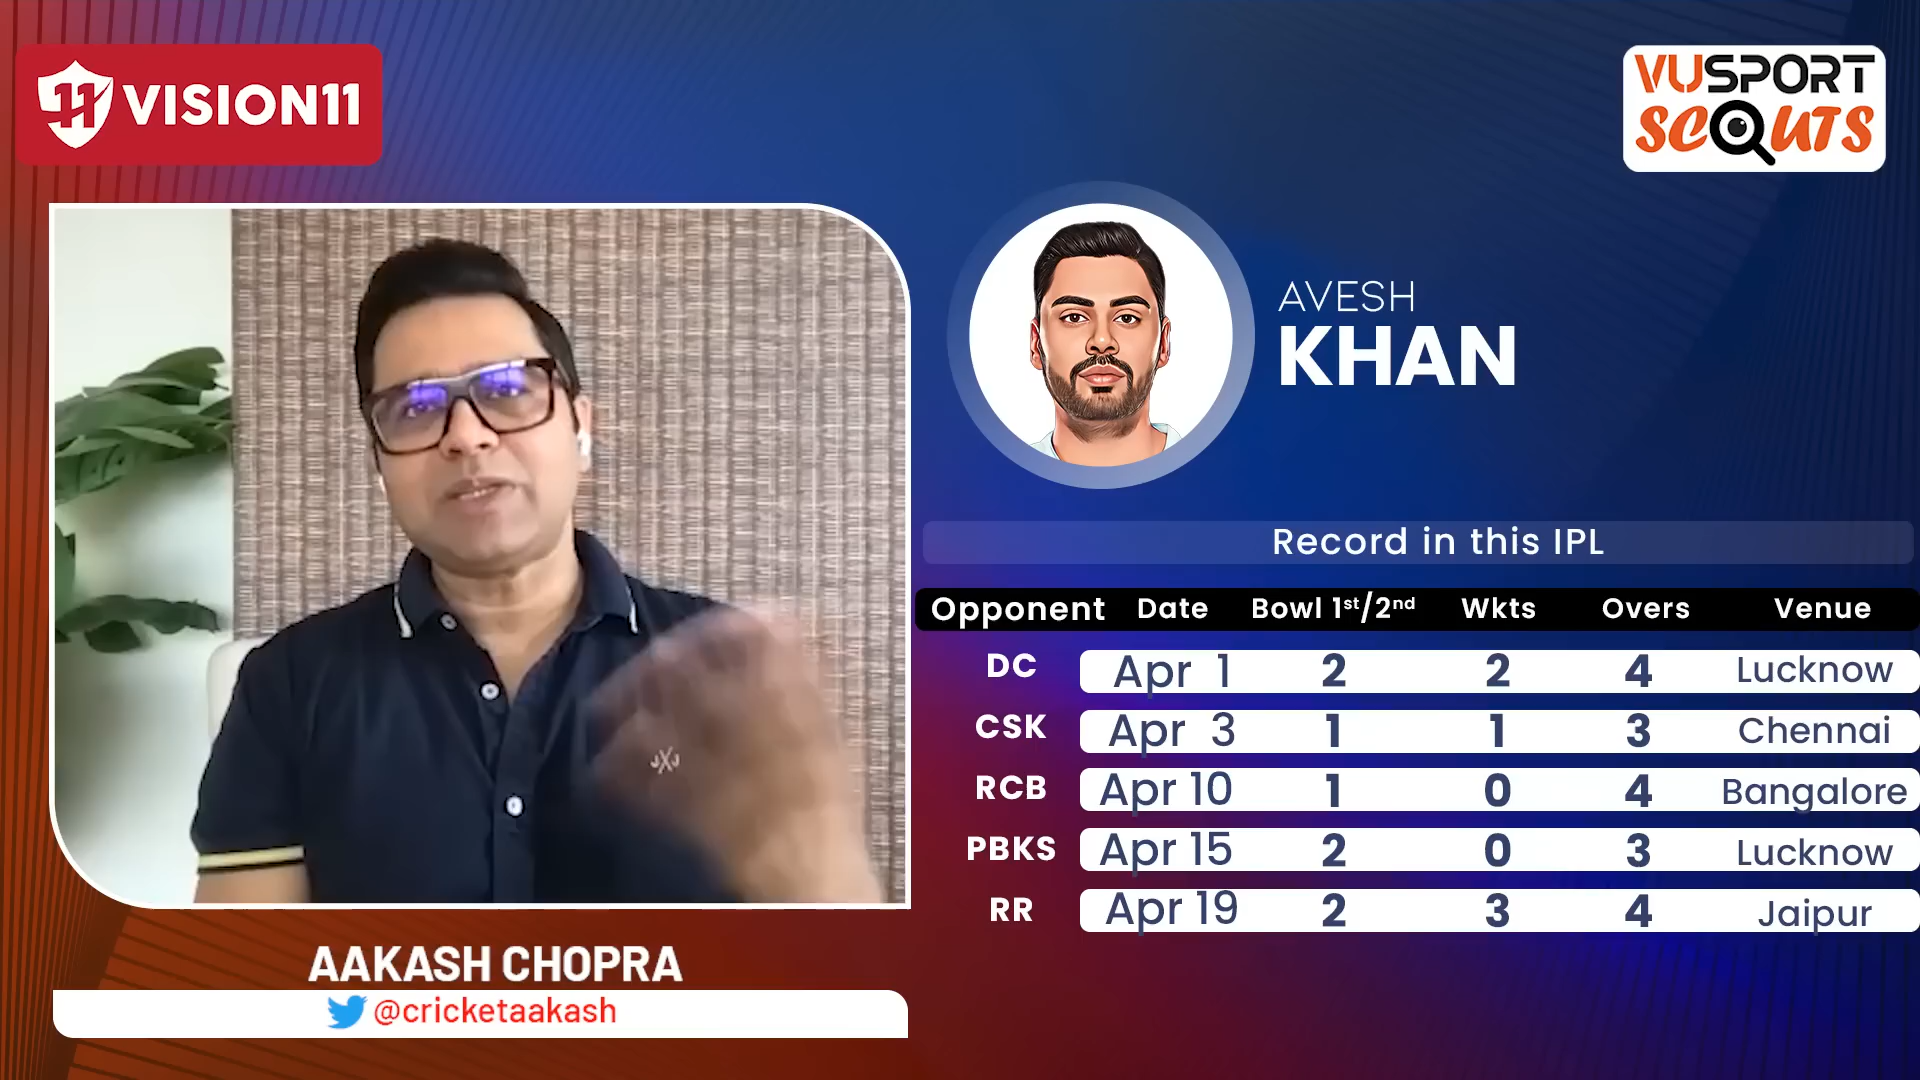 VISION11
VUSPORT
SCOUTS
AVESH
KHAN
Record in this IPL
Opponent Date Bowl 1st/2nd Wkts Overs Venue
DC Apr 1 2 2 4 Lucknow
CSK Apr 3 1 1 3 Chennai
RCB Apr 10 1 0 4 Bangalore
PBKS Apr 15 2 0 3 Lucknow
RR Apr 19 2 3 4 Jaipur
AAKASH CHOPRA
@cricketaakash